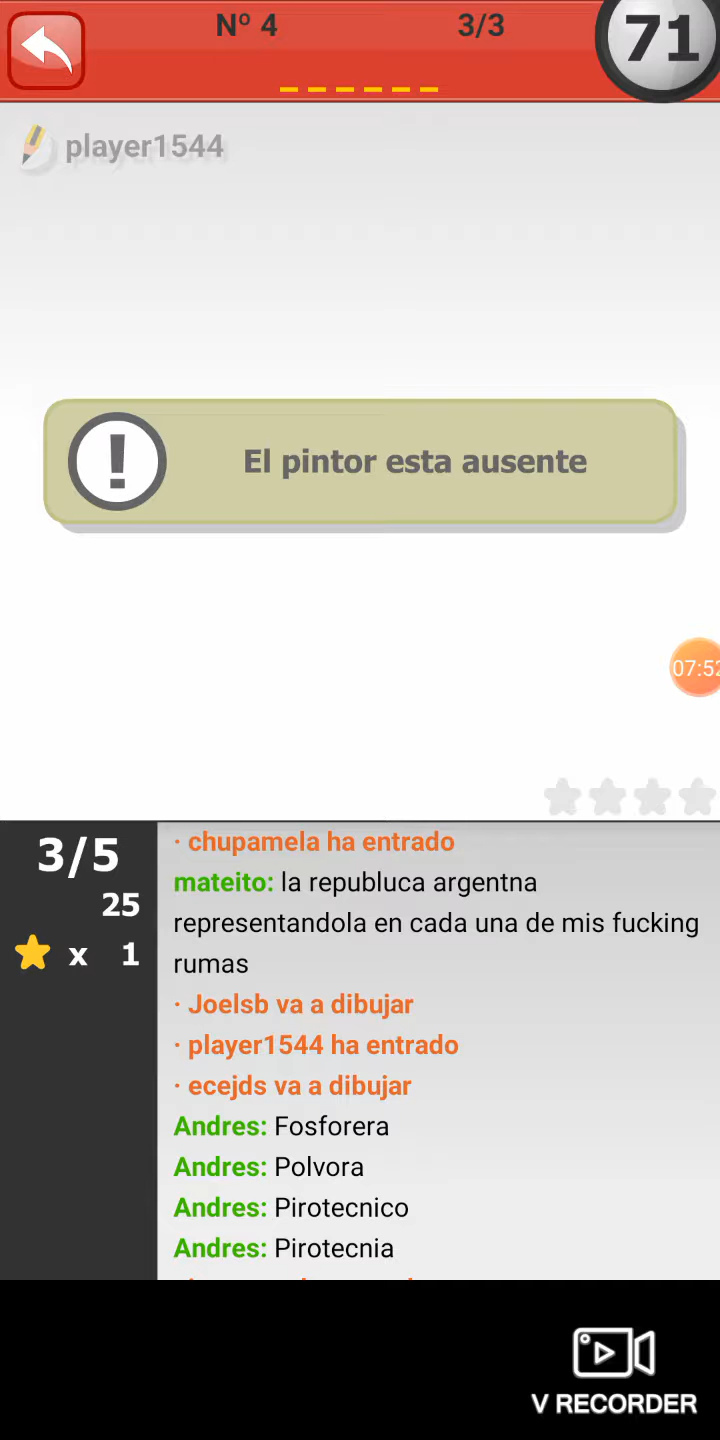 Nº 4
3/3
71
player1544
El pintor esta ausente
07:52
3/5
25
x 1
· chupamela ha entrado
mateito: la republuca argentna
representandola en cada una de mis fucking
rumas
· Joelsb va a dibujar
· player1544 ha entrado
· ecejds va a dibujar
Andres: Fosforera
Andres: Polvora
Andres: Pirotecnico
Andres: Pirotecnia
V RECORDER